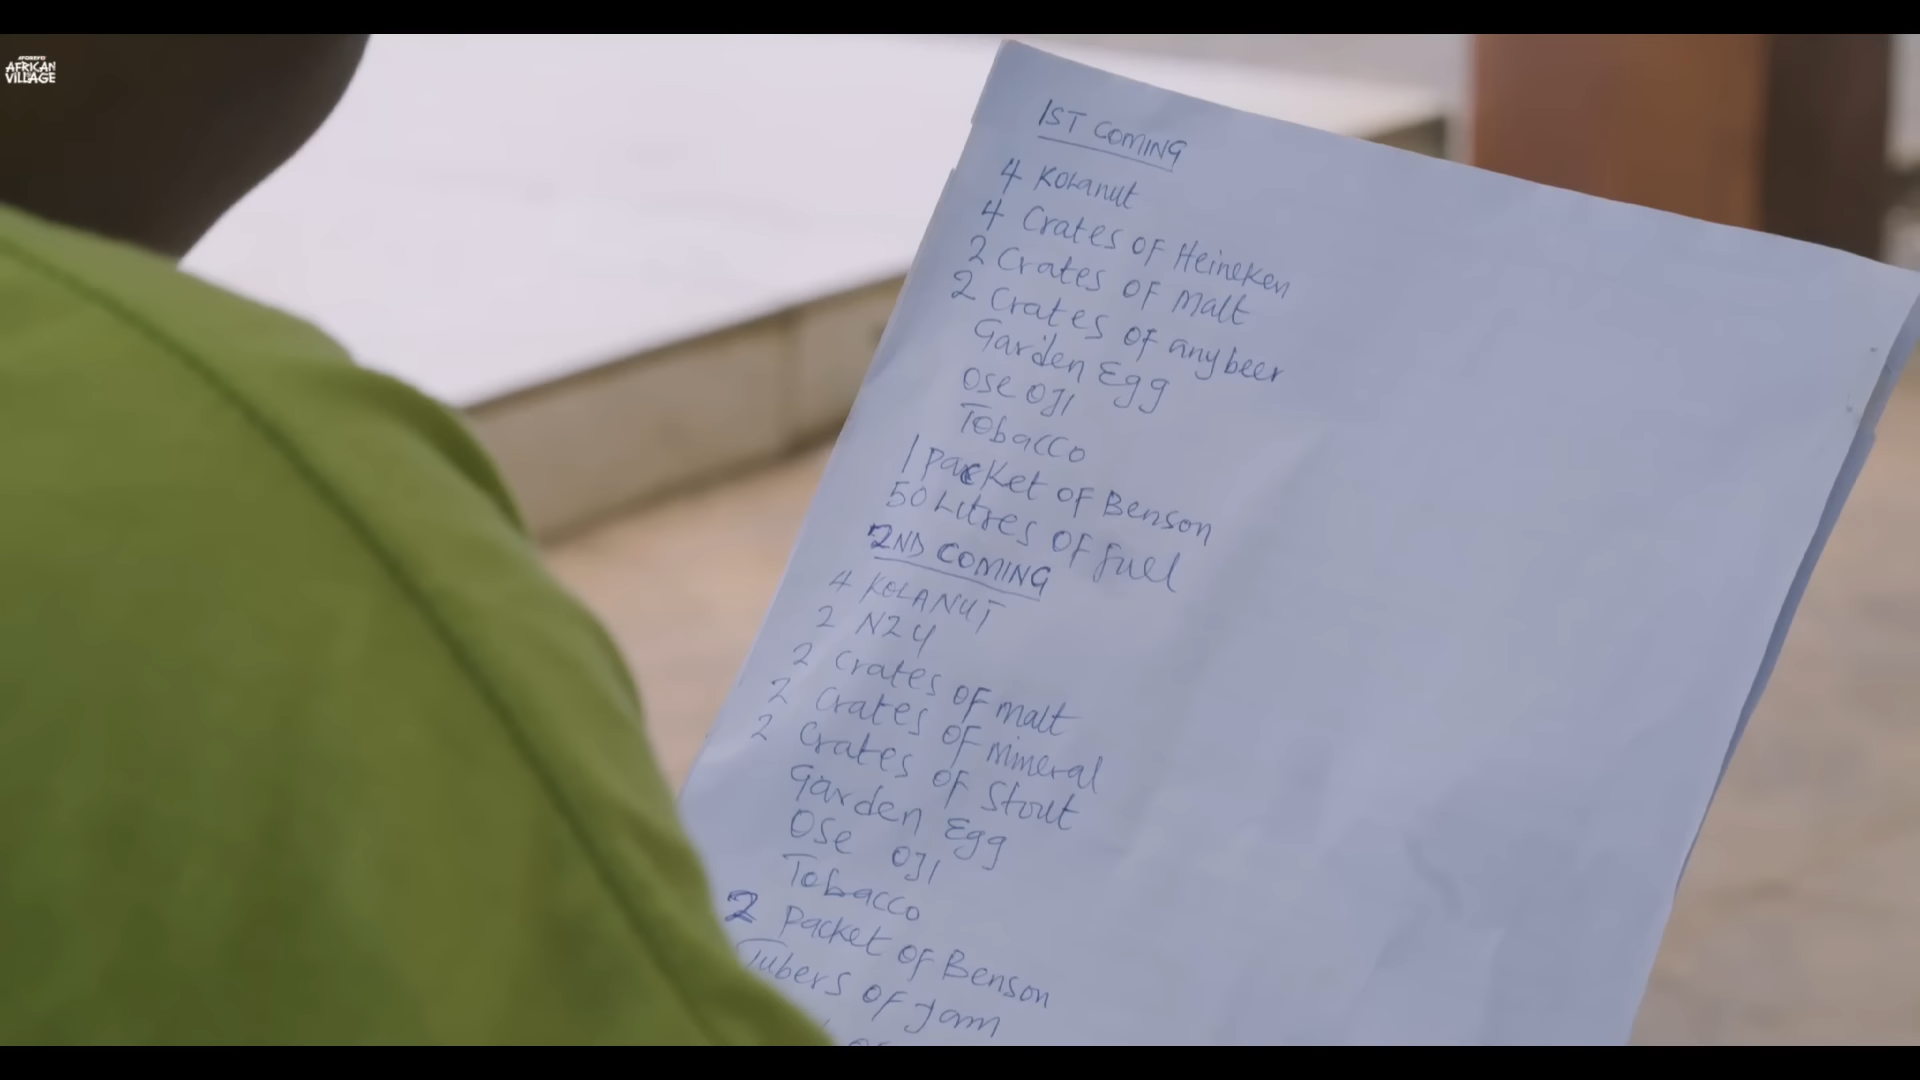 AFRICAN
VILLAGE
1ST COMING
4 Kolanut
4 Crates of Heineken
2 Crates of malt
2 Crates of any beer
Garden Egg
Ose OJI
Tobacco
1 Packet of Benson
50 Litres of fuel
2ND COMING
4 KOLANUT
2 NZU
2 Crates of malt
2 Crates of mineral
2 Crates of Stout
Garden Egg
Ose OJI
Tobacco
2 Packet of Benson
Tubers of yam